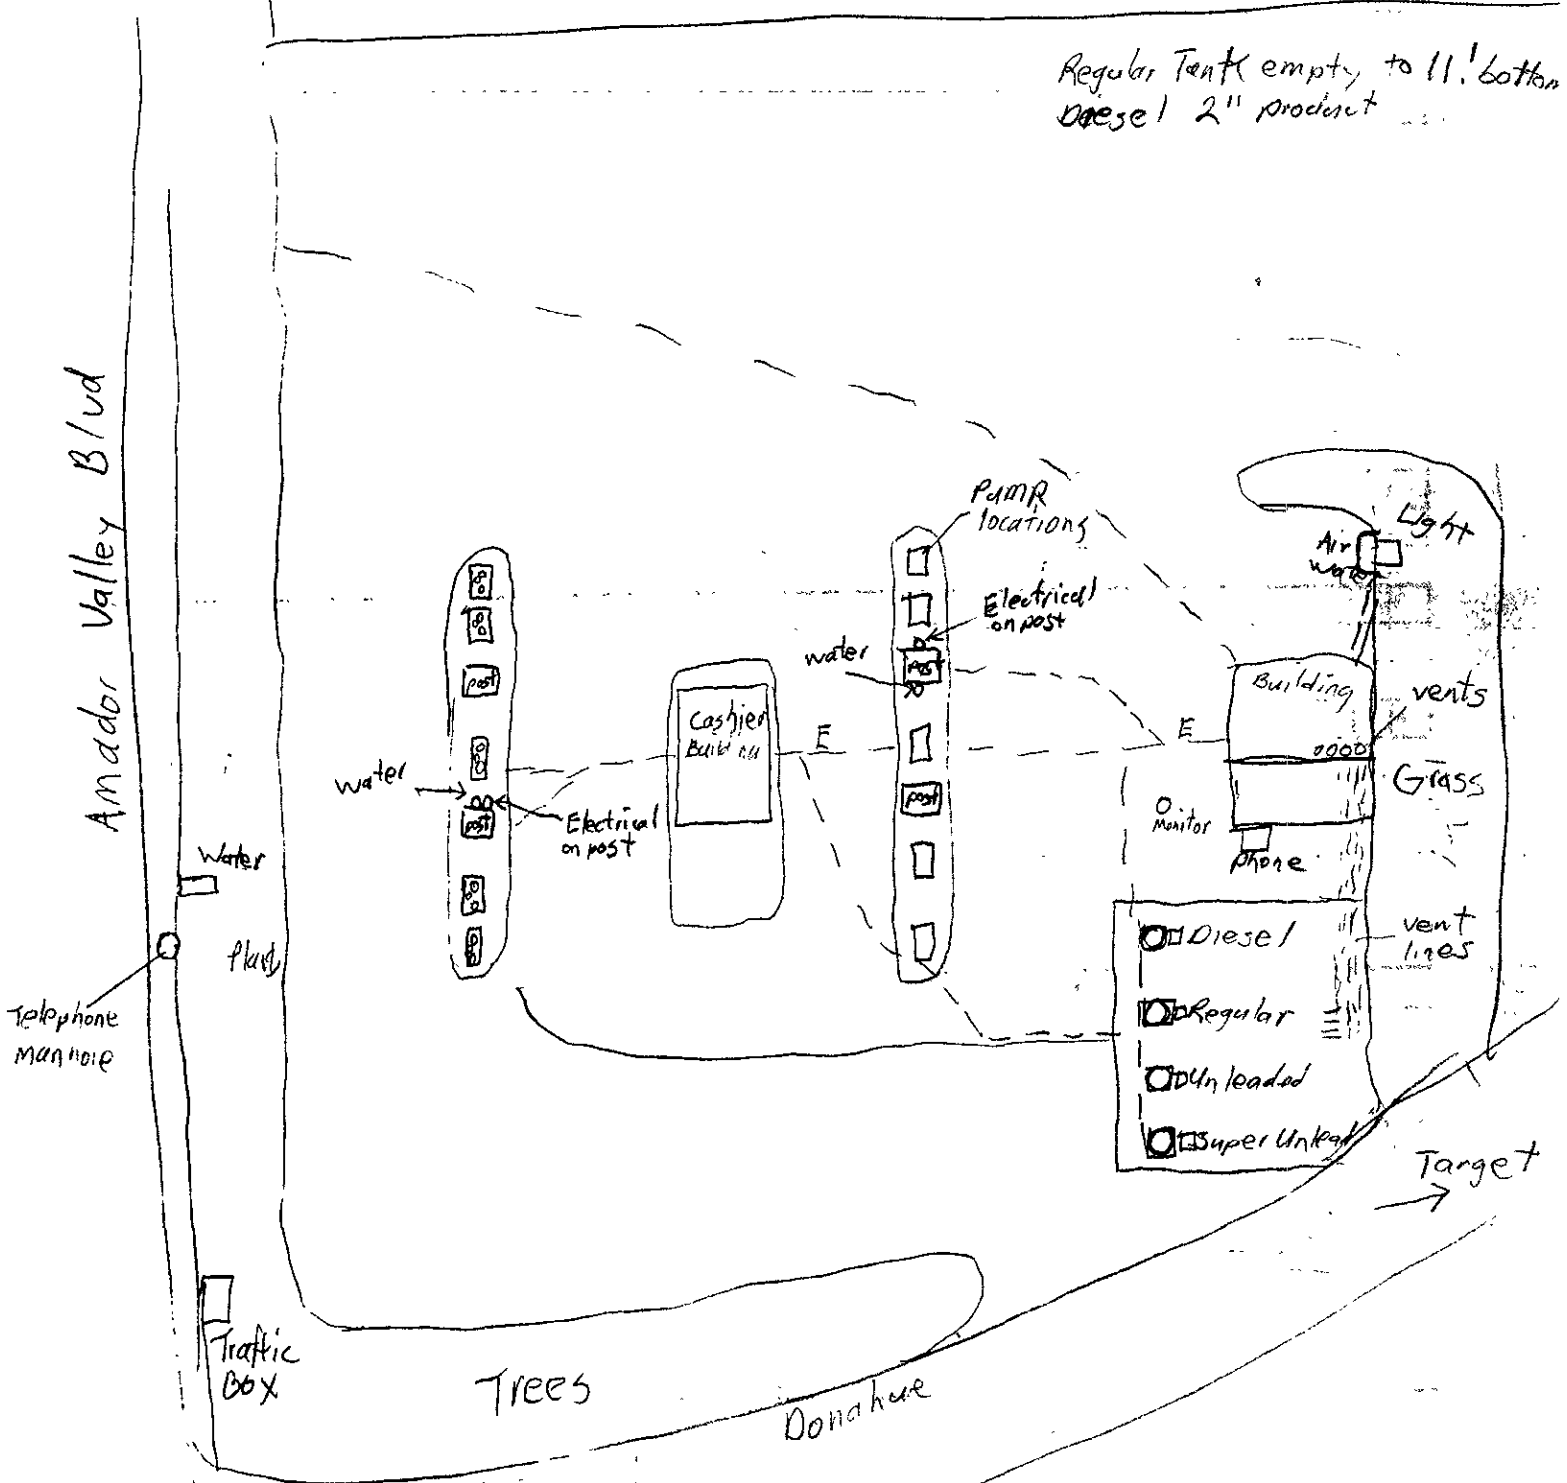 Regular Tank empty to 11.' bottom
Diesel 2" product
Amador Valley Blvd
Pump
locations
Light
Air
Water
Electrical
on post
water
Post
post
Building
vents
Cashier
Building
E
E
Grass
post
water
Electrical
on post
post
O
Monitor
phone
Water
Diesel
vent
lines
Telephone
Manhole
Regular
Unleaded
Super Unlead
Target
Traffic
Box
Trees
Donahue